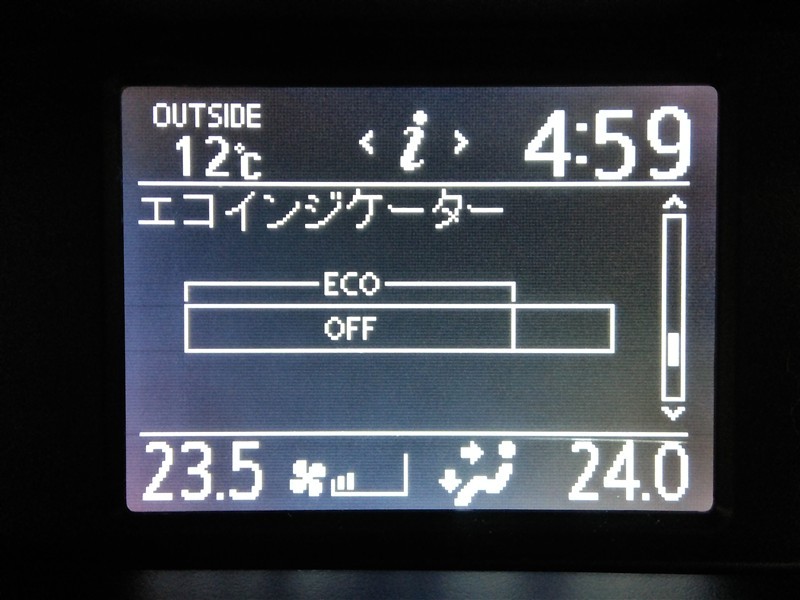 OUTSIDE
12℃
< i >
4:59
エコインジケーター
ECO
OFF
23.5
24.0